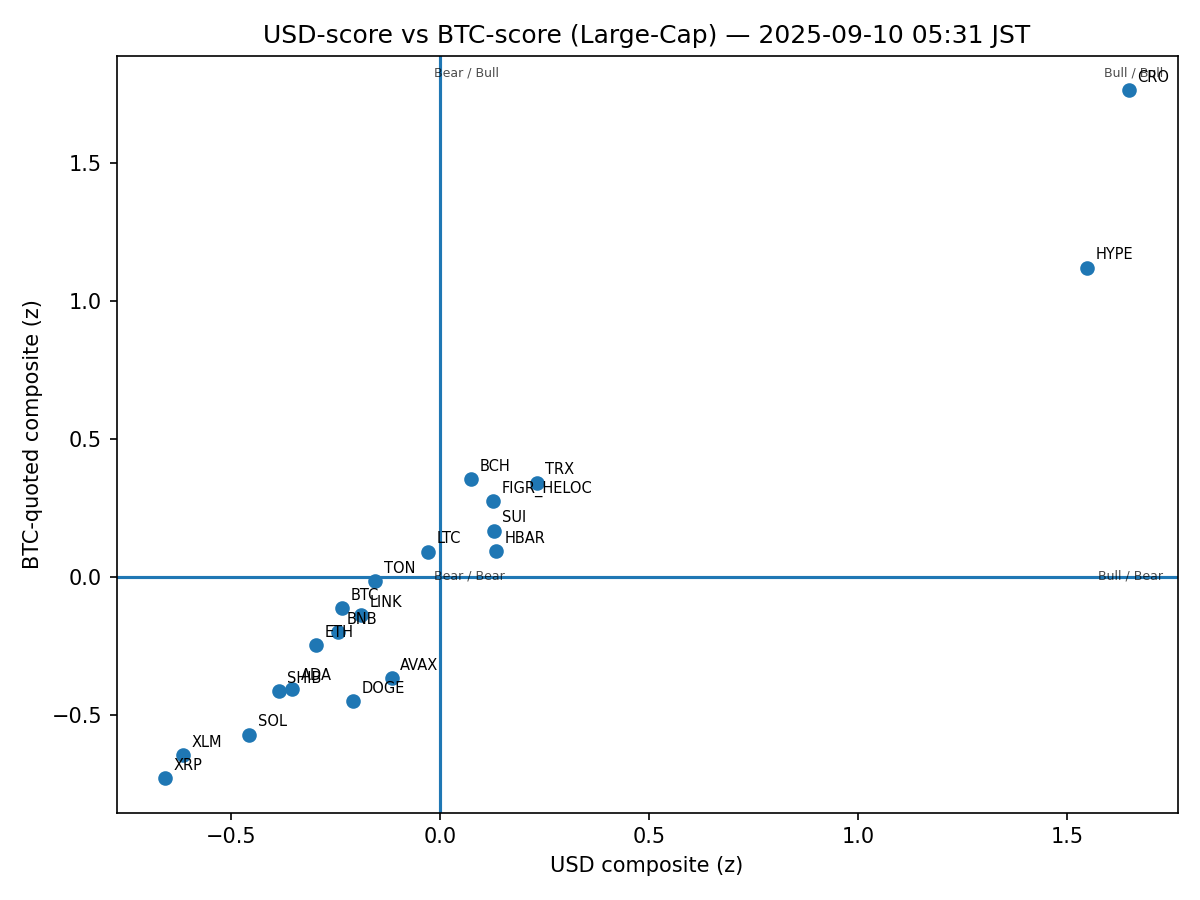 USD-score vs BTC-score (Large-Cap) — 2025-09-10 05:31 JST
Bear / Bull
Bull / Bull
CRO
1.5
HYPE
1.0
BTC-quoted composite (z)
0.5
BCH
TRX
FIGR_HELOC
SUI
LTC
HBAR
TON
0.0
Bear / Bear
Bull / Bear
BTC
LINK
BNB
ETH
AVAX
ADA
SHIB
DOGE
−0.5
SOL
XLM
XRP
−0.5
0.0
0.5
1.0
1.5
USD composite (z)